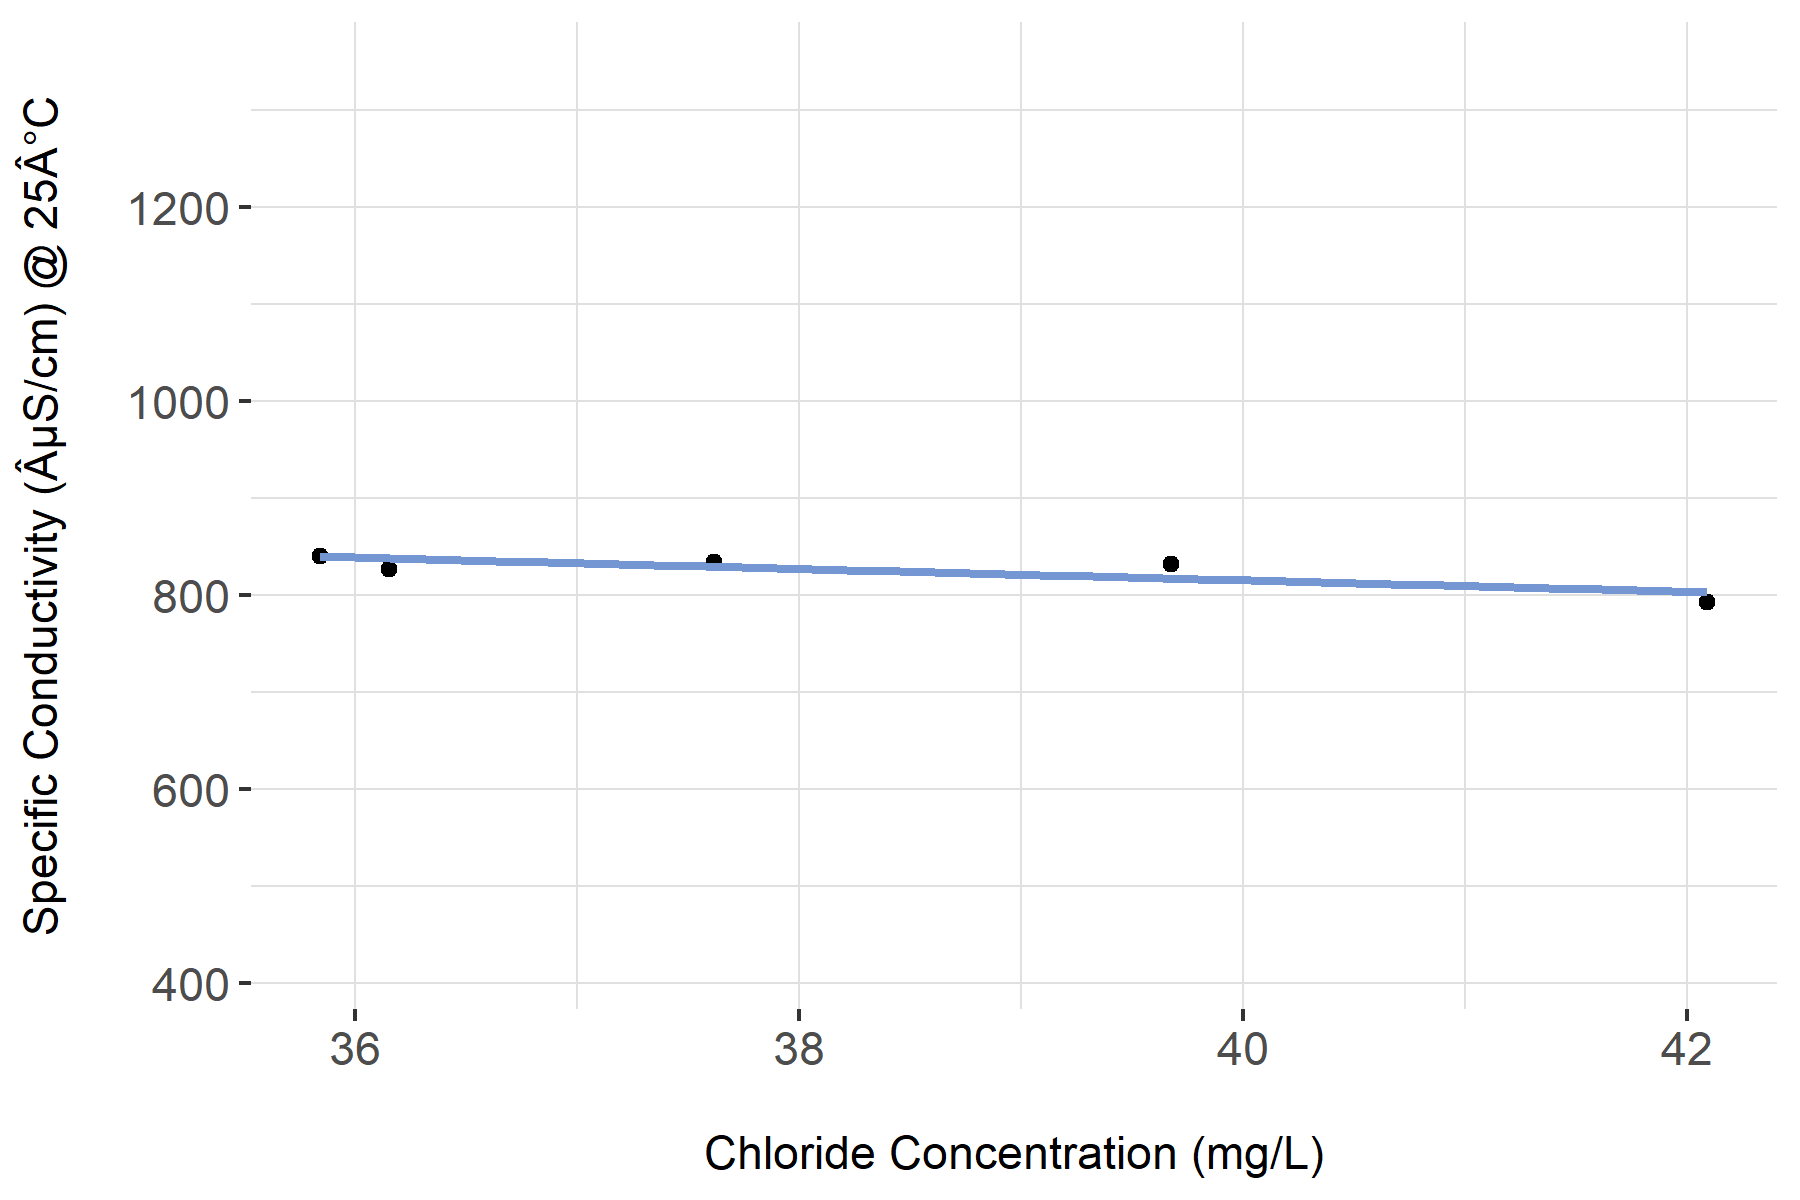 Specific Conductivity (ÂµS/cm) @ 25Â°C
1200
1000
800
600
400
36 38 40 42
Chloride Concentration (mg/L)